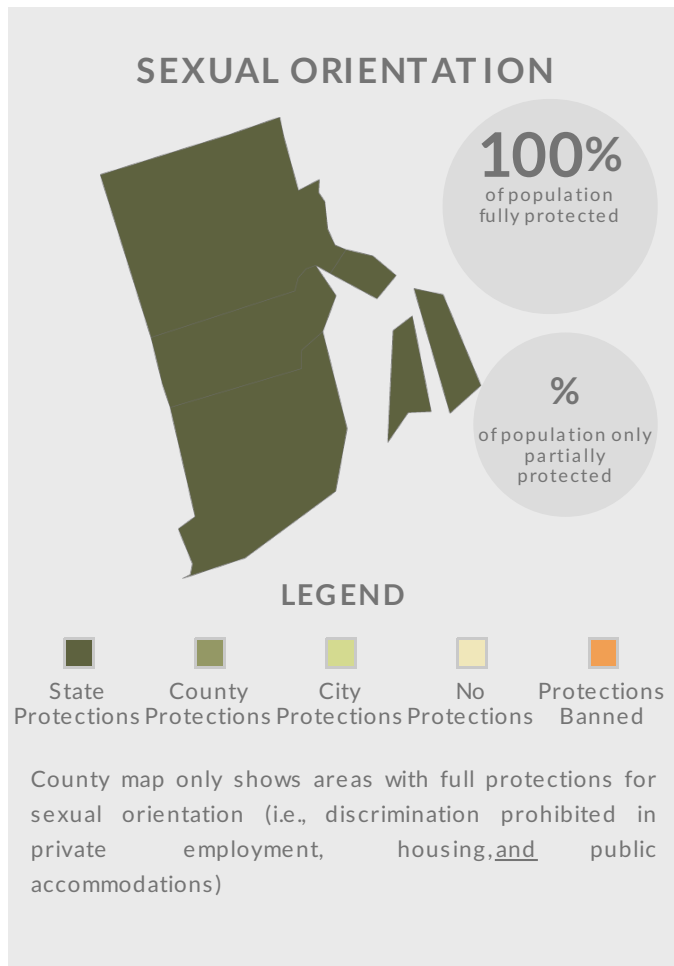 SEXUAL ORIENTATION
100%
of population
fully protected
%
of population only
partially
protected
LEGEND
State
Protections
County
Protections
City
Protections
No
Protections
Protections
Banned
County map only shows areas with full protections for
sexual orientation (i.e., discrimination prohibited in
private employment, housing, and public
accommodations)